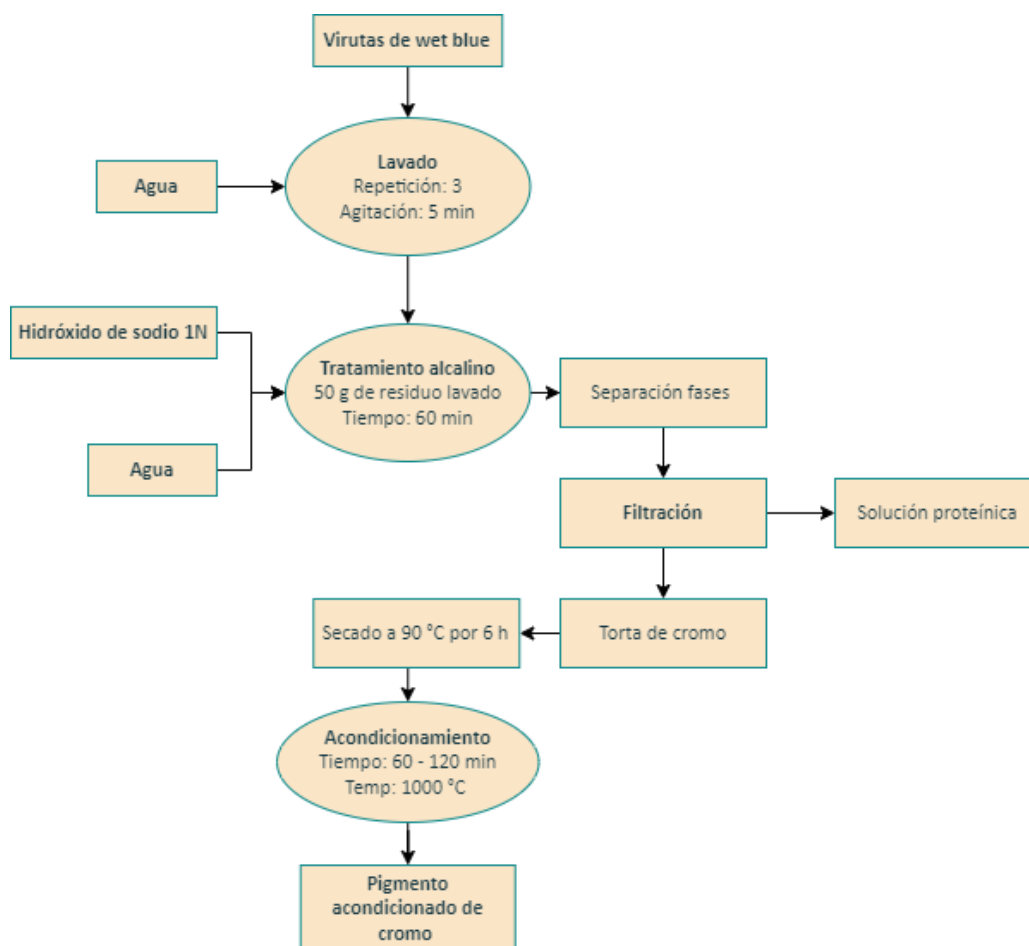 Virutas de wet blue
Lavado
Repetición: 3
Agitación: 5 min
Agua
Hidróxido de sodio 1N
Tratamiento alcalino
50 g de residuo lavado
Tiempo: 60 min
Agua
Separación fases
Filtración
Solución proteínica
Torta de cromo
Secado a 90 °C por 6 h
Acondicionamiento
Tiempo: 60 - 120 min
Temp: 1000 °C
Pigmento
acondicionado de
cromo